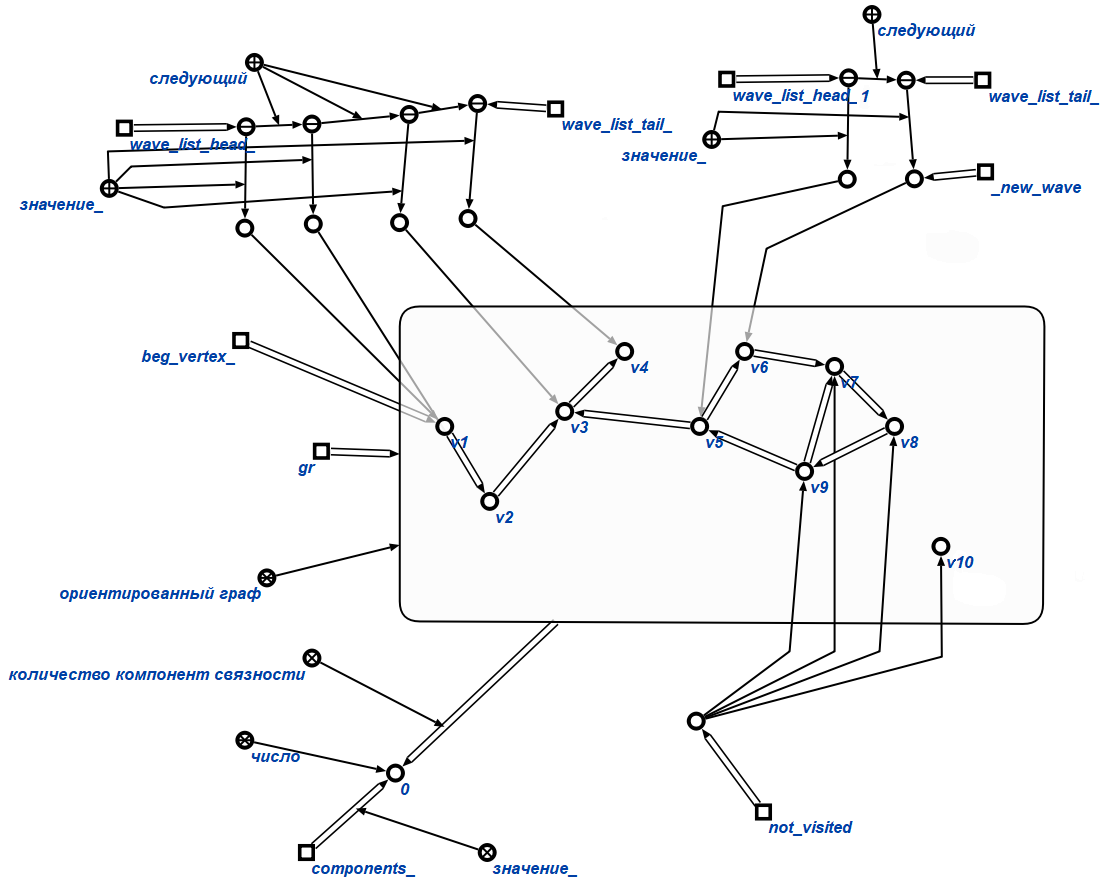 следующий
следующий
wave_list_head_
wave_list_tail_
wave_list_head_1
wave_list_tail_
значение_
значение_
_new_wave
beg_vertex_
v4
v6
v7
v1
v3
v5
v8
gr
v2
v9
v10
ориентированный граф
количество компонент связности
число
0
not_visited
components_
значение_